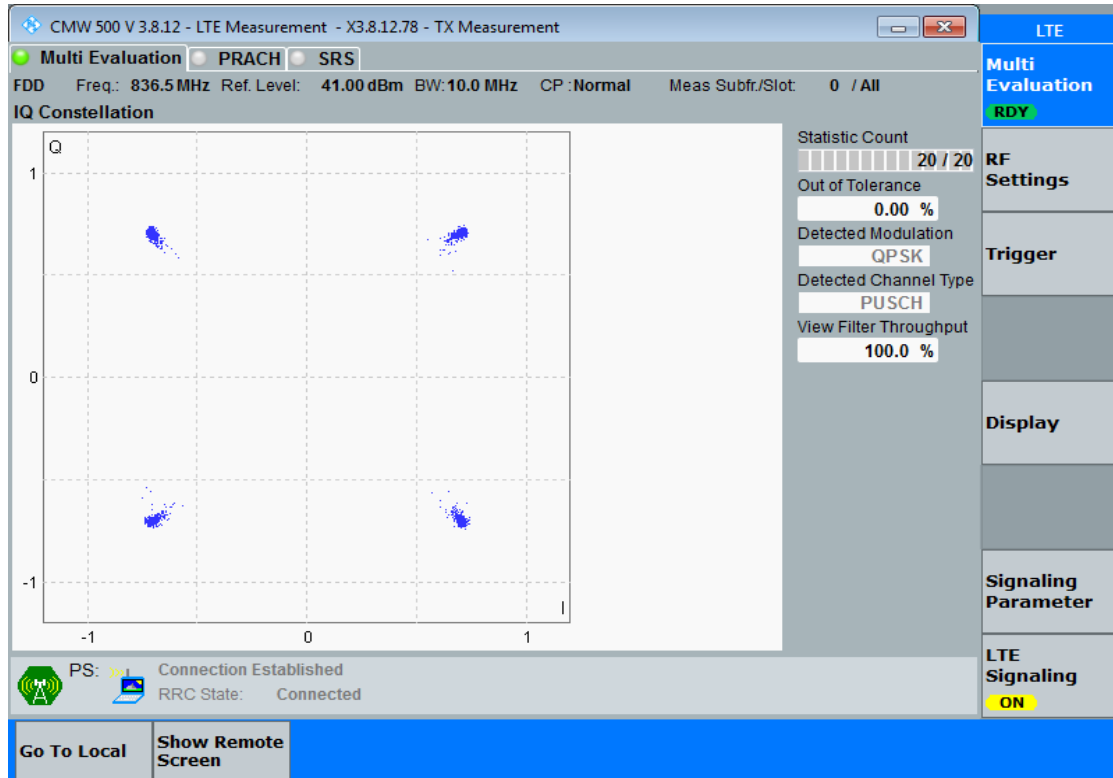 CMW 500 V 3.8.12 - LTE Measurement - X3.8.12.78 - TX Measurement
LTE
Multi Evaluation PRACH SRS
FDD Freq.: 836.5 MHz Ref. Level: 41.00 dBm BW: 10.0 MHz CP : Normal Meas Subfr./Slot: 0 / All
IQ Constellation
Q
1
0
-1
-1 0 1
I
Statistic Count
20 / 20
Out of Tolerance
0.00 %
Detected Modulation
QPSK
Detected Channel Type
PUSCH
View Filter Throughput
100.0 %
Multi
Evaluation
RDY
RF
Settings
Trigger
Display
Signaling
Parameter
LTE
Signaling
ON
PS: Connection Established
RRC State: Connected
Go To Local
Show Remote
Screen